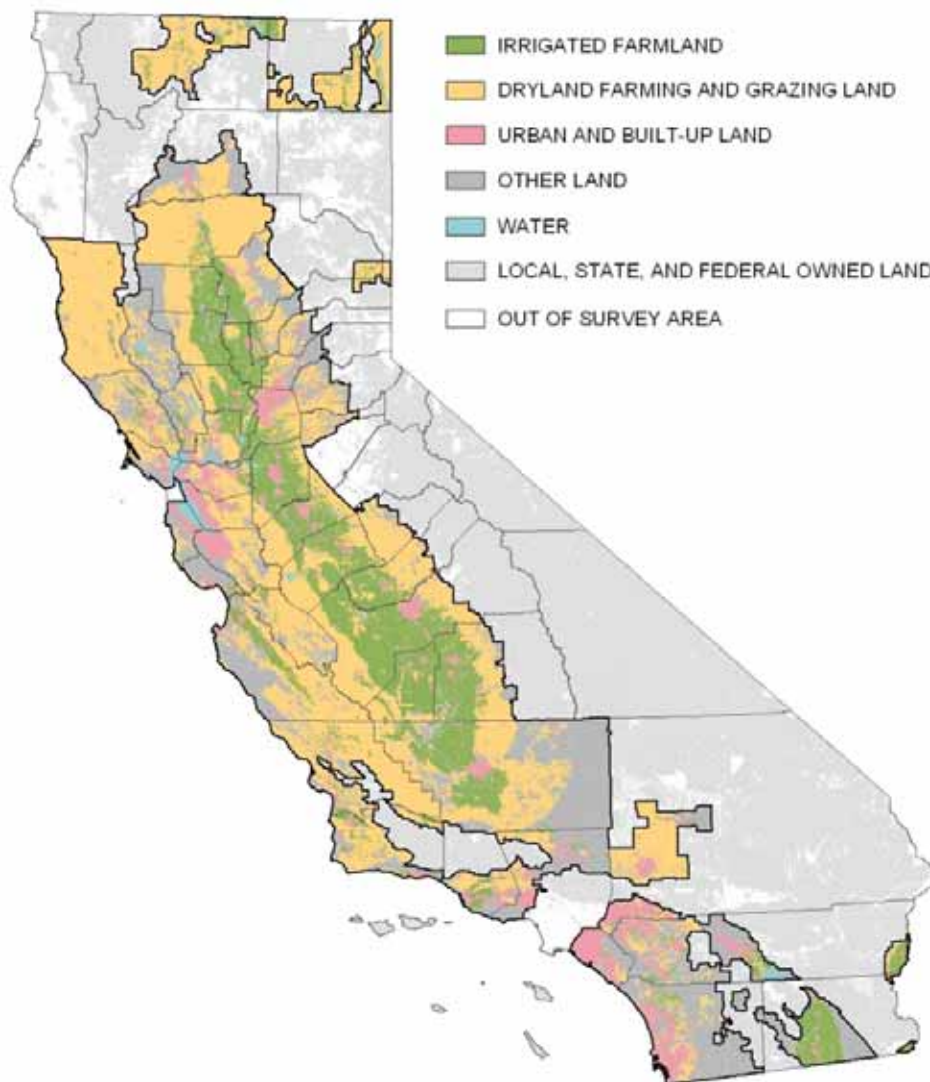 IRRIGATED FARMLAND
DRYLAND FARMING AND GRAZING LAND
URBAN AND BUILT-UP LAND
OTHER LAND
WATER
LOCAL, STATE, AND FEDERAL OWNED LAND
OUT OF SURVEY AREA